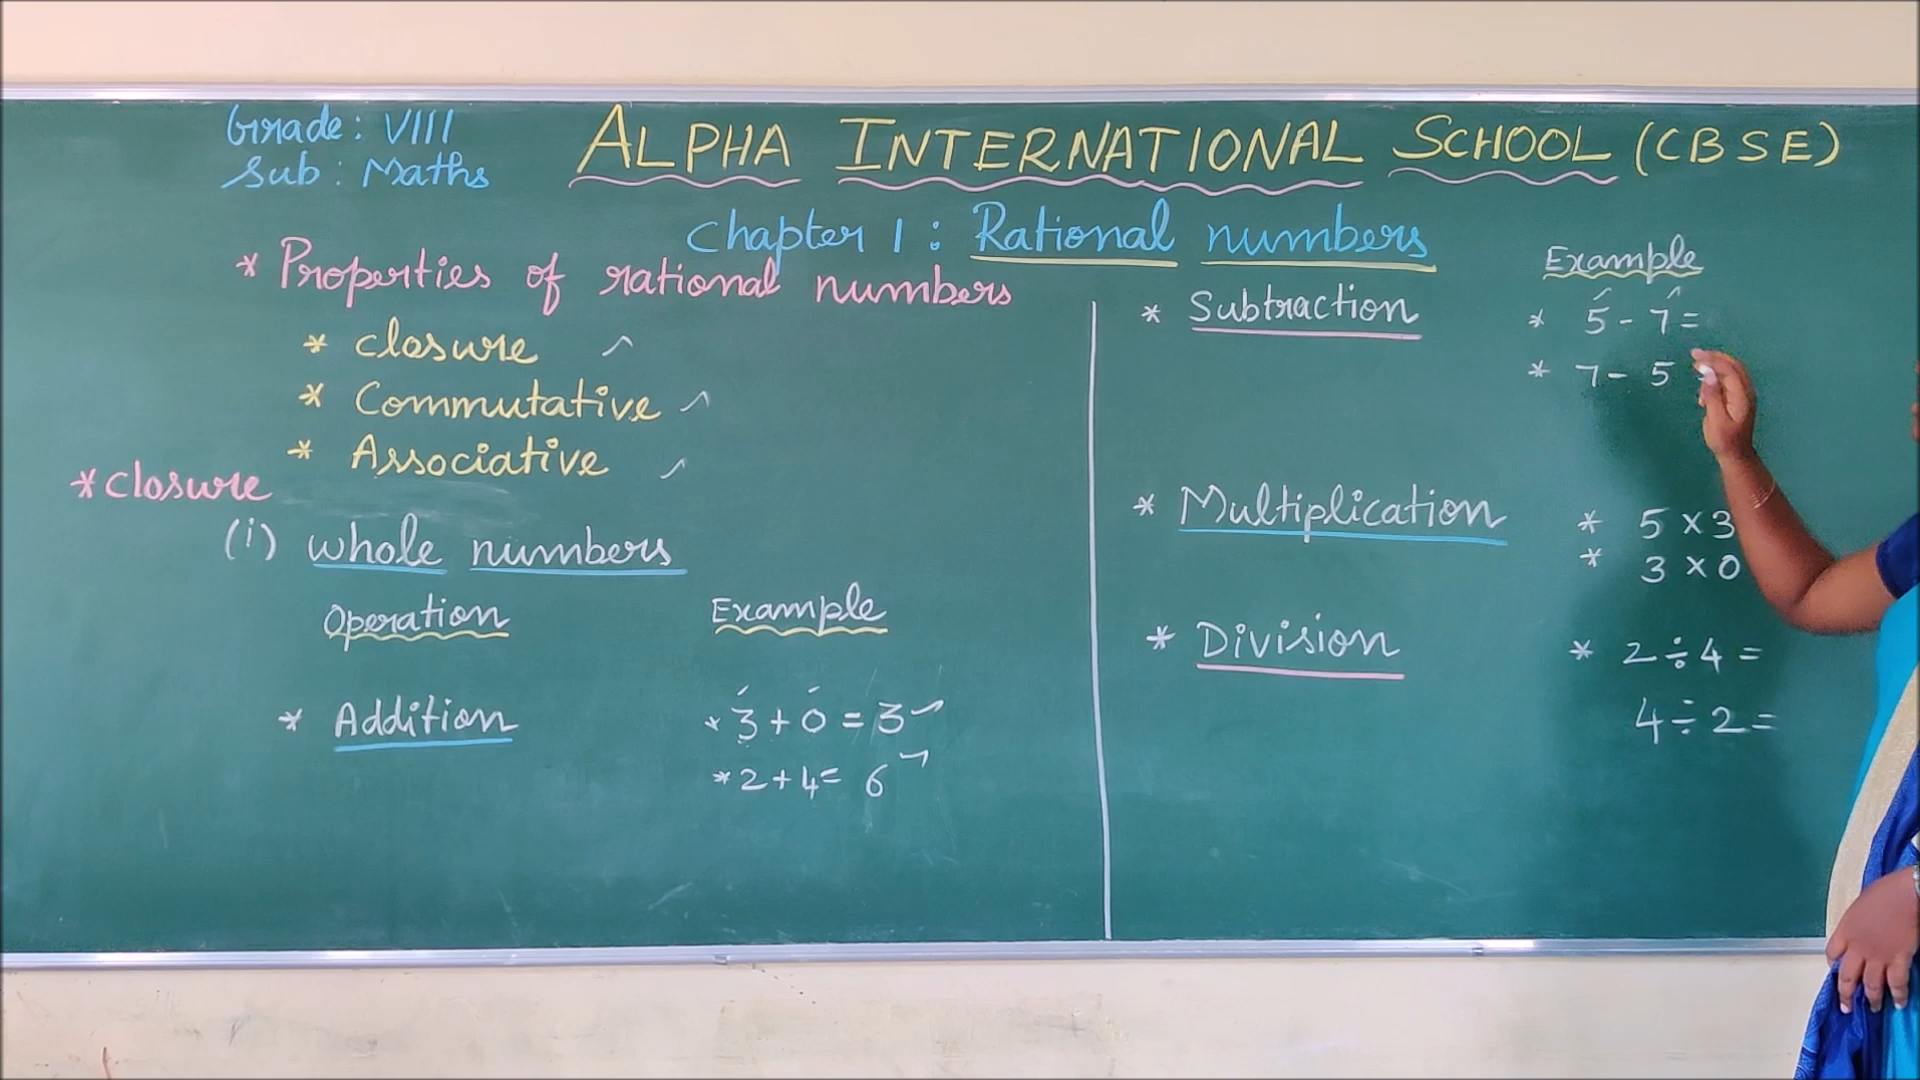 Grade: VIII
Sub: Maths
ALPHA INTERNATIONAL SCHOOL (CBSE)
Chapter 1: Rational numbers
* Properties of rational numbers
* closure
* Commutative
* Associative
* closure
(i) whole numbers
Operation Example
* Addition * 3 + 0 = 3
* 2 + 4 = 6
Example
* Subtraction * 5 - 7 =
* 7 - 5
* Multiplication * 5 × 3
* 3 × 0
* Division * 2 ÷ 4 =
4 ÷ 2 =